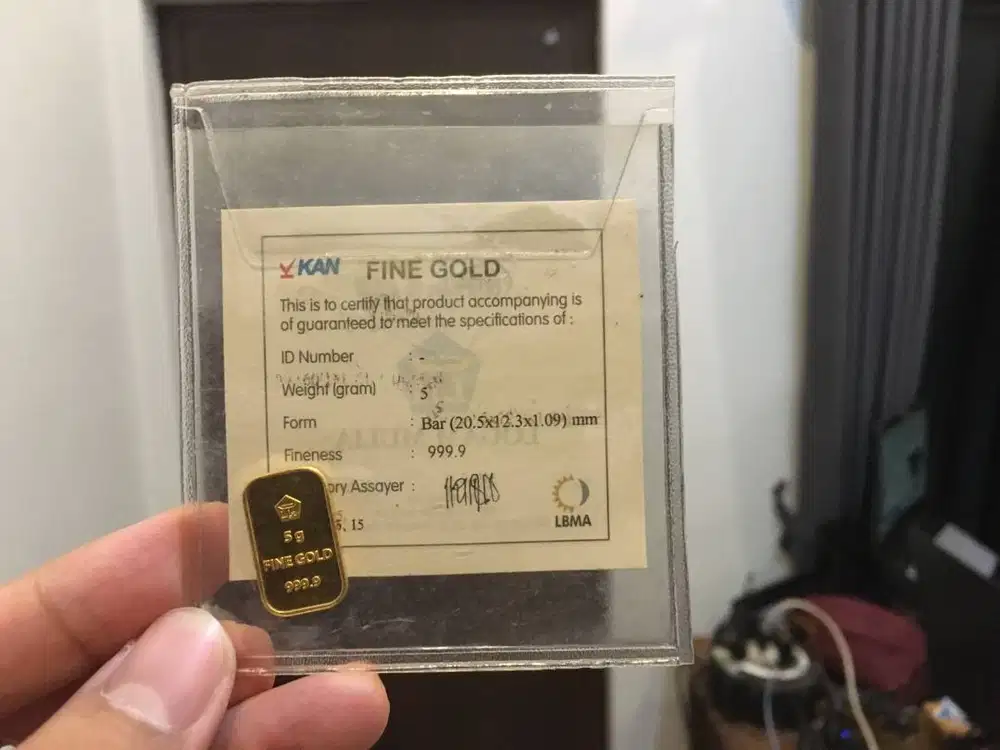 KAN FINE GOLD
This is to certify that product accompanying is
of guaranteed to meet the specifications of :
ID Number : -
Weight (gram) : 5
Form : Bar (20.5x12.3x1.09) mm
Fineness : 999.9
Assayer :
, 15
LBMA
5g
FINE GOLD
999.9